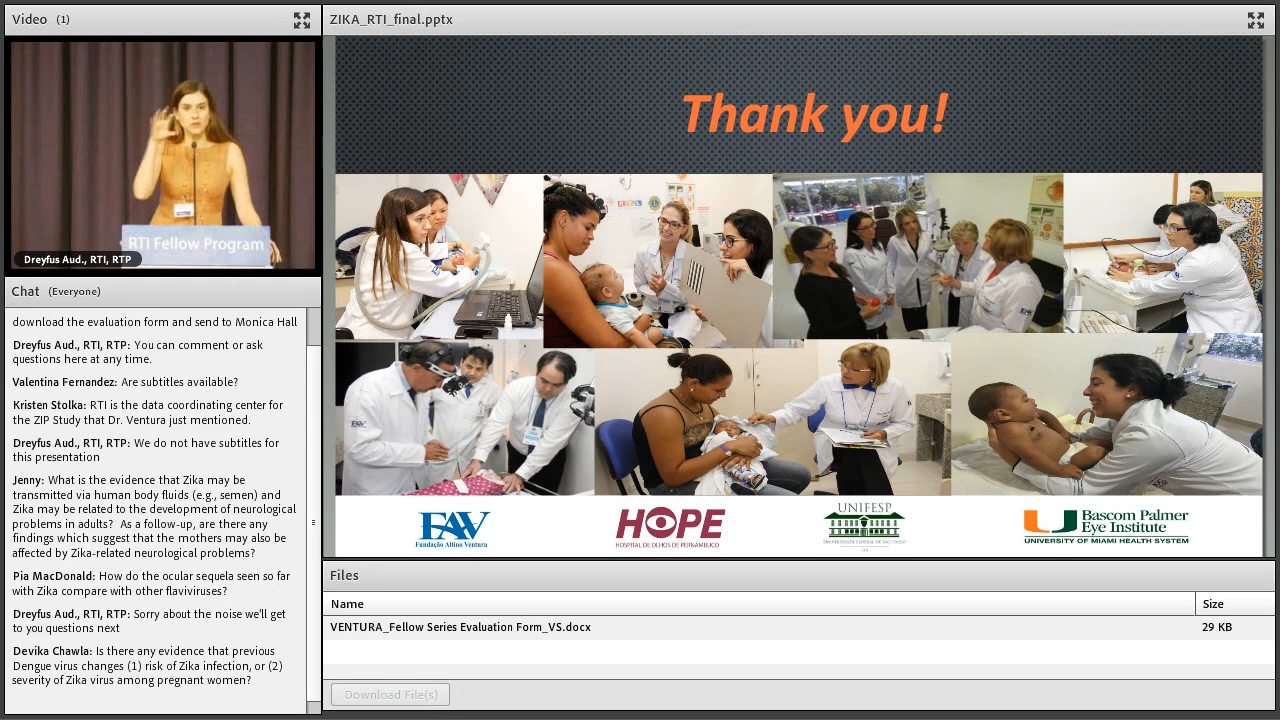 Video (1)
RTI Fellow Program
Dreyfus Aud., RTI, RTP
Chat (Everyone)
download the evaluation form and send to Monica Hall
Dreyfus Aud., RTI, RTP: You can comment or ask
questions here at any time.
Valentina Fernandez: Are subtitles available?
Kristen Stolka: RTI is the data coordinating center for
the ZIP Study that Dr. Ventura just mentioned.
Dreyfus Aud., RTI, RTP: We do not have subtitles for
this presentation
Jenny: What is the evidence that Zika may be
transmitted via human body fluids (e.g., semen) and
Zika may be related to the development of neurological
problems in adults? As a follow-up, are there any
findings which suggest that mothers may also be
affected by Zika-related neurological problems?
Pia MacDonald: How do the ocular sequela seen so far
with Zika compare with other flaviviruses?
Dreyfus Aud., RTI, RTP: Sorry about the noise we'll get
to you questions next
Devika Chawla: Is there any evidence that previous
Dengue virus changes (1) risk of Zika infection, or (2)
severity of Zika virus among pregnant women?
ZIKA_RTI_final.pptx
Thank you!
FAV
Fundação Altino Ventura
HOPE
HOSPITAL DE OLHOS DE PERNAMBUCO
UNIFESP
UNIVERSIDADE FEDERAL DE SÃO PAULO
Bascom Palmer
Eye Institute
UNIVERSITY OF MIAMI HEALTH SYSTEM
Files
Name Size
VENTURA_Fellow Series Evaluation Form_VS.docx 29 KB
Download File(s)